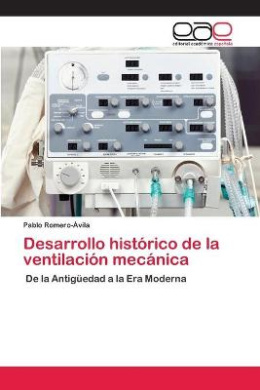 eae
editorial académica española
Pablo Romero-Ávila
Desarrollo histórico de la
ventilación mecánica
De la Antigüedad a la Era Moderna